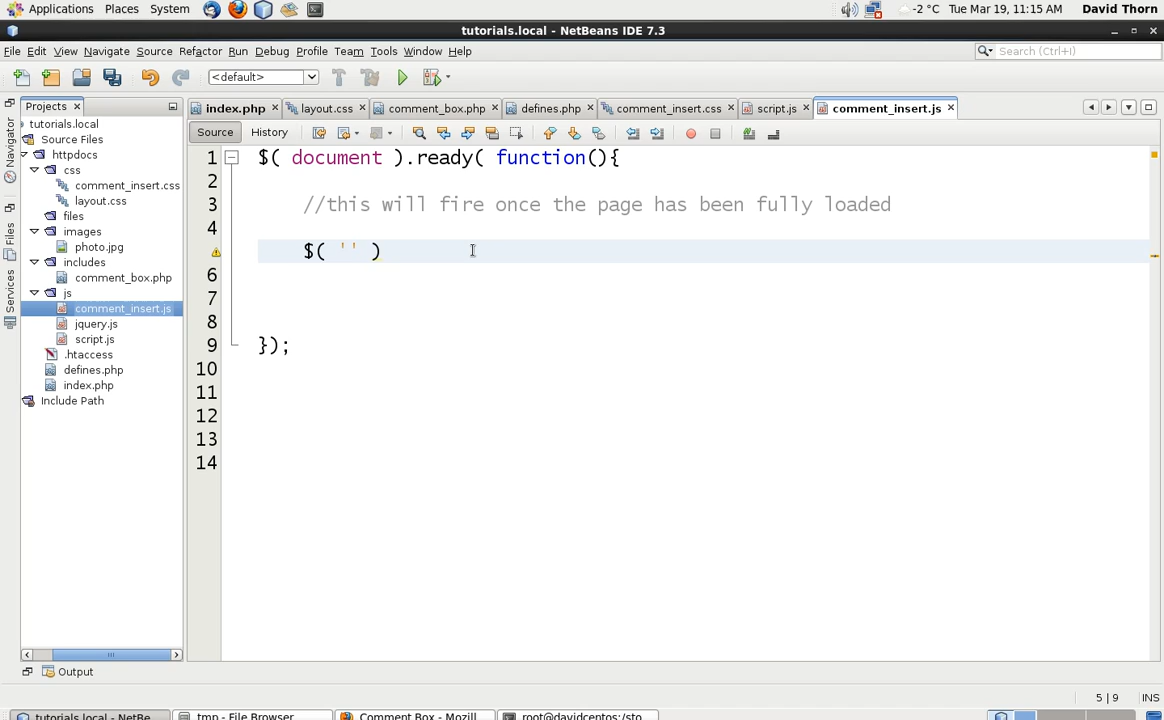 Applications Places System -2 °C Tue Mar 19, 11:15 AM David Thorn
tutorials.local - NetBeans IDE 7.3
File Edit View Navigate Source Refactor Run Debug Profile Team Tools Window Help Search (Ctrl+I)
<default>
Projects index.php layout.css comment_box.php defines.php comment_insert.css script.js comment_insert.js
Navigator
Files
Services
tutorials.local
Source Files
httpdocs
css
comment_insert.css
layout.css
files
images
photo.jpg
includes
comment_box.php
js
comment_insert.js
jquery.js
script.js
.htaccess
defines.php
index.php
Include Path
Source History
1 $( document ).ready( function(){
2
3 //this will fire once the page has been fully loaded
4
$( '' )
6
7
8
9 });
10
11
12
13
14
Output
5 | 9 INS
tutorials.local - NetBe... tmp - File Browser Comment Box - Mozill... root@davidcentos:/sto...